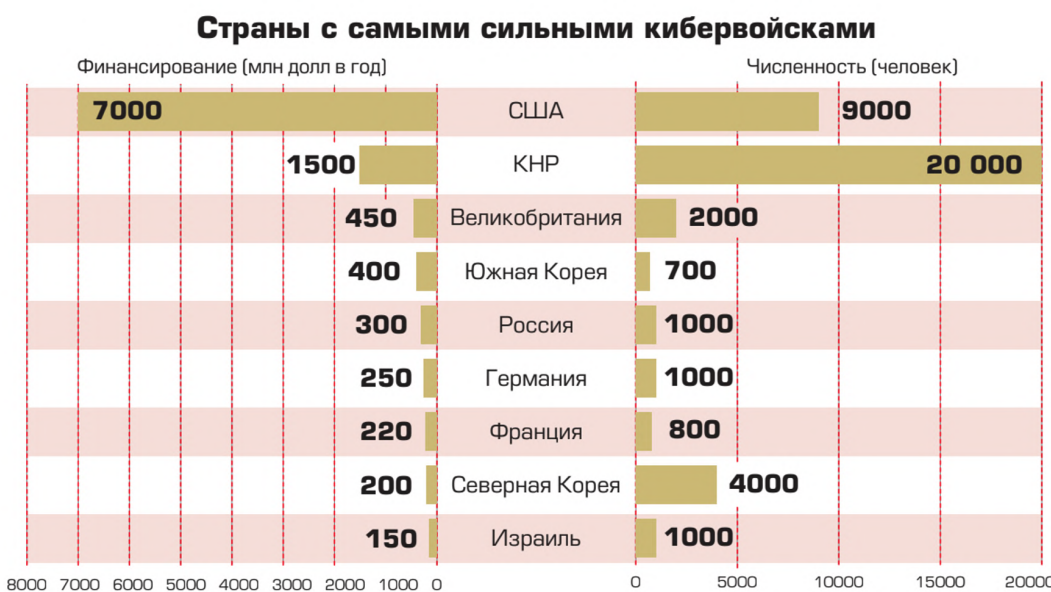 Страны с самыми сильными кибервойсками
Финансирование (млн долл в год) Численность (человек)
7000 США 9000
1500 КНР 20 000
450 Великобритания 2000
400 Южная Корея 700
300 Россия 1000
250 Германия 1000
220 Франция 800
200 Северная Корея 4000
150 Израиль 1000
8000 7000 6000 5000 4000 3000 2000 1000 0 0 5000 10000 15000 20000